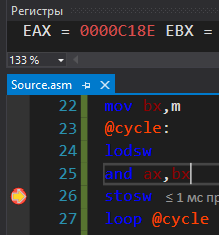 Регистры
EAX = 0000C18E EBX =
133 %
Source.asm
22 mov bx,m
23 @cycle:
24 lodsw
25 and ax,bx
26 stosw ≤ 1 мс пр
27 loop @cycle